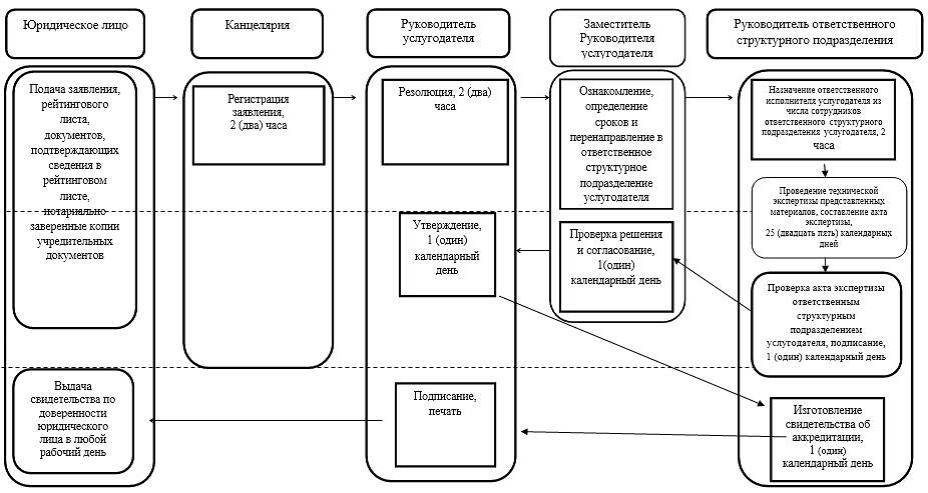 Юридическое лицо
Канцелярия
Руководитель
услугодателя
Заместитель
Руководителя
услугодателя
Руководитель ответственного
структурного подразделения
Подача заявления,
рейтингового
листа,
документов,
подтверждающих
сведения в
рейтинговом
листе,
нотариально
заверенные копии
учредительных
документов
Регистрация
заявления,
2 (два) часа
Резолюция, 2 (два)
часа
Ознакомление,
определение
сроков и
перенаправление в
ответственное
структурное
подразделение
услугодателя
Назначение ответственного
исполнителя услугодателя из
числа сотрудников
ответственного структурного
подразделения услугодателя, 2
часа
Проведение технической
экспертизы представленных
материалов, составление акта
экспертизы,
25 (двадцать пять) календарных
дней
Утверждение,
1 (один)
календарный
день
Проверка решения
и согласование,
1(один)
календарный день
Проверка акта экспертизы
ответственным
структурным
подразделением
услугодателя, подписание,
1 (один) календарный день
Выдача
свидетельства по
доверенности
юридического
лица в любой
рабочий день
Подписание,
печать
Изготовление
свидетельства об
аккредитации,
1 (один)
календарный день